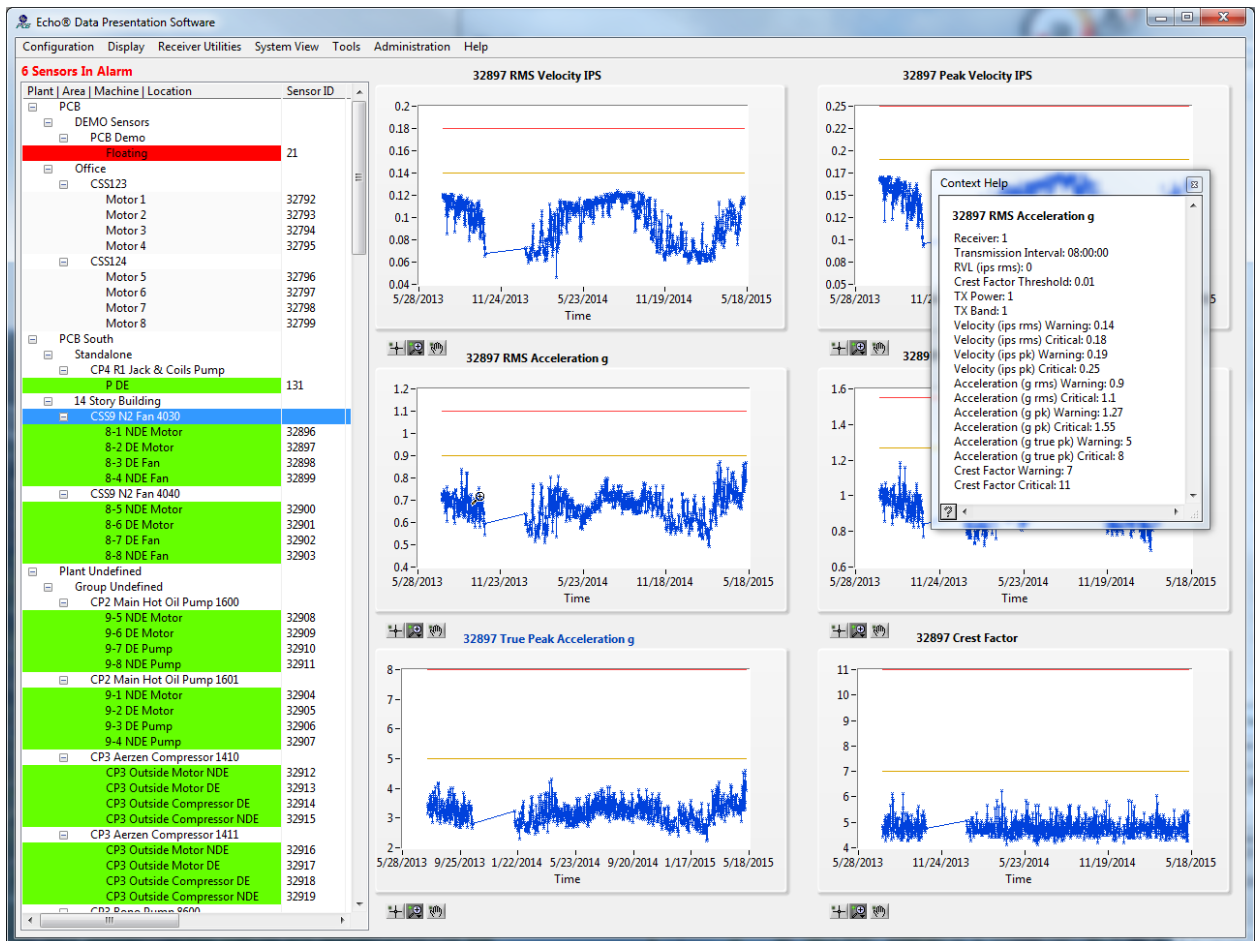 Echo® Data Presentation Software
Configuration Display Receiver Utilities System View Tools Administration Help
6 Sensors In Alarm
Plant | Area | Machine | Location Sensor ID
PCB
DEMO Sensors
PCB Demo
Floating 21
Office
CSS123
Motor 1 32792
Motor 2 32793
Motor 3 32794
Motor 4 32795
CSS124
Motor 5 32796
Motor 6 32797
Motor 7 32798
Motor 8 32799
PCB South
Standalone
CP4 R1 Jack & Coils Pump
P DE 131
14 Story Building
CSS9 N2 Fan 4030
8-1 NDE Motor 32896
8-2 DE Motor 32897
8-3 DE Fan 32898
8-4 NDE Fan 32899
CSS9 N2 Fan 4040
8-5 NDE Motor 32900
8-6 DE Motor 32901
8-7 DE Fan 32902
8-8 NDE Fan 32903
Plant Undefined
Group Undefined
CP2 Main Hot Oil Pump 1600
9-5 NDE Motor 32908
9-6 DE Motor 32909
9-7 DE Pump 32910
9-8 NDE Pump 32911
CP2 Main Hot Oil Pump 1601
9-1 NDE Motor 32904
9-2 DE Motor 32905
9-3 DE Pump 32906
9-4 NDE Pump 32907
CP3 Aerzen Compressor 1410
CP3 Outside Motor NDE 32912
CP3 Outside Motor DE 32913
CP3 Outside Compressor DE 32914
CP3 Outside Compressor NDE 32915
CP3 Aerzen Compressor 1411
CP3 Outside Motor NDE 32916
CP3 Outside Motor DE 32917
CP3 Outside Compressor DE 32918
CP3 Outside Compressor NDE 32919
32897 RMS Velocity IPS
0.2
0.18
0.16
0.14
0.12
0.1
0.08
0.06
0.04
5/28/2013 11/24/2013 5/23/2014 11/19/2014 5/18/2015
Time
32897 Peak Velocity IPS
0.25
0.22
0.2
0.17
0.15
0.12
0.1
0.08
0.05
5/28/2013
Context Help
32897 RMS Acceleration g
Receiver: 1
Transmission Interval: 08:00:00
RVL (ips rms): 0
Crest Factor Threshold: 0.01
TX Power: 1
TX Band: 1
Velocity (ips rms) Warning: 0.14
Velocity (ips rms) Critical: 0.18
Velocity (ips pk) Warning: 0.19
Velocity (ips pk) Critical: 0.25
Acceleration (g rms) Warning: 0.9
Acceleration (g rms) Critical: 1.1
Acceleration (g pk) Warning: 1.27
Acceleration (g pk) Critical: 1.55
Acceleration (g true pk) Warning: 5
Acceleration (g true pk) Critical: 8
Crest Factor Warning: 7
Crest Factor Critical: 11
32897 RMS Acceleration g
1.2
1.1
1
0.9
0.8
0.7
0.6
0.5
0.4
5/28/2013 11/23/2013 5/23/2014 11/18/2014 5/18/2015
Time
1.6
1.4
1.2
1
0.8
0.6
5/28/2013 11/24/2013 5/23/2014 11/19/2014 5/18/2015
Time
32897 True Peak Acceleration g
8
7
6
5
4
3
2
5/28/2013 9/25/2013 1/22/2014 5/23/2014 9/20/2014 1/17/2015 5/18/2015
Time
32897 Crest Factor
11
10
9
8
7
6
5
4
5/28/2013 11/24/2013 5/23/2014 11/19/2014 5/18/2015
Time